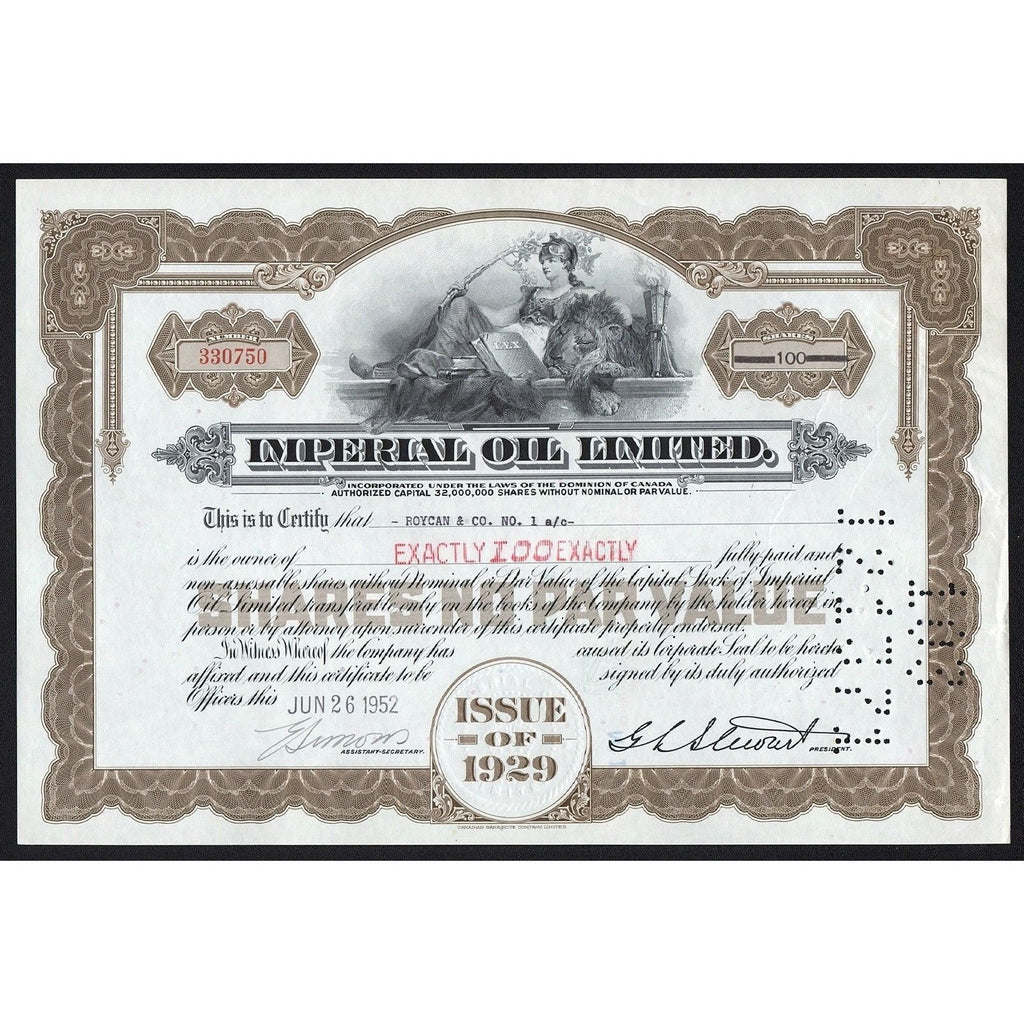 NUMBER
330750
SHARES
100
LAX
IMPERIAL OIL LIMITED.
INCORPORATED UNDER THE LAWS OF THE DOMINION OF CANADA
AUTHORIZED CAPITAL 32,000,000 SHARES WITHOUT NOMINAL OR PAR VALUE.
This is to Certify that - ROYCAN & CO. NO. 1 a/c-
is the owner of EXACTLY 100 EXACTLY fully-paid and
non-assessable shares without Nominal or Par Value of the Capital Stock of Imperial
Oil Limited, transferable only on the books of the Company by the holder hereof in
SHARES NO PAR VALUE
person or by attorney upon surrender of this certificate properly endorsed.
In Witness Whereof the Company has caused its Corporate Seal to be hereto
affixed, and this certificate to be signed by its duly authorized
Officers this JUN 26 1952
ASSISTANT-SECRETARY.
G L Stewart PRESIDENT.
ISSUE
OF
1929
CANADIAN BANK NOTE COMPANY, LIMITED.